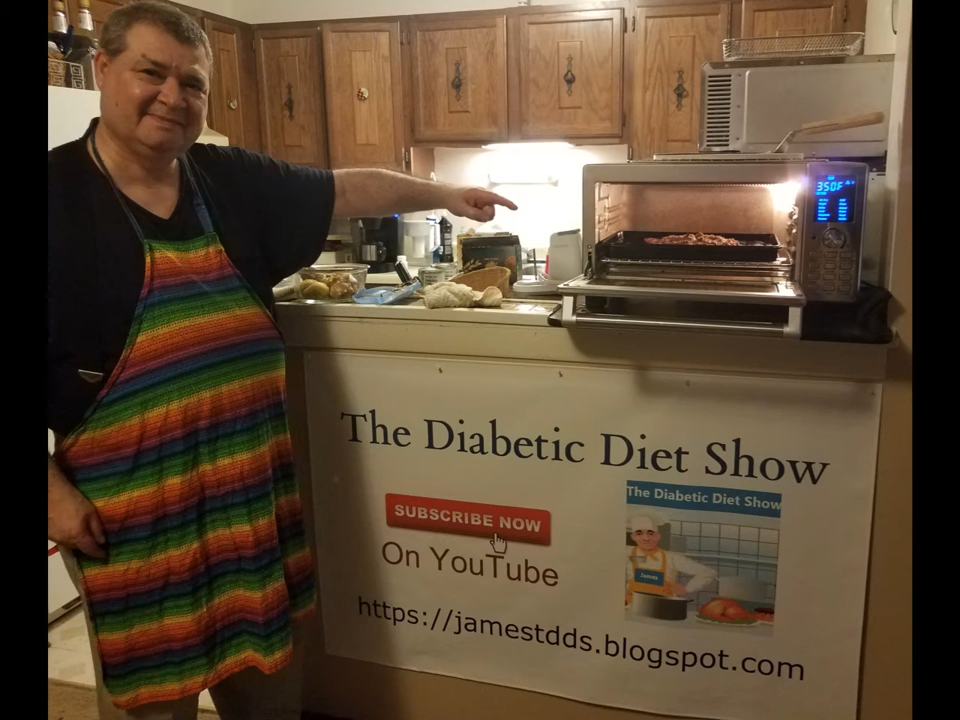 350F
The Diabetic Diet Show
The Diabetic Diet Show
SUBSCRIBE NOW
On YouTube
James
https://jamestdds.blogspot.com